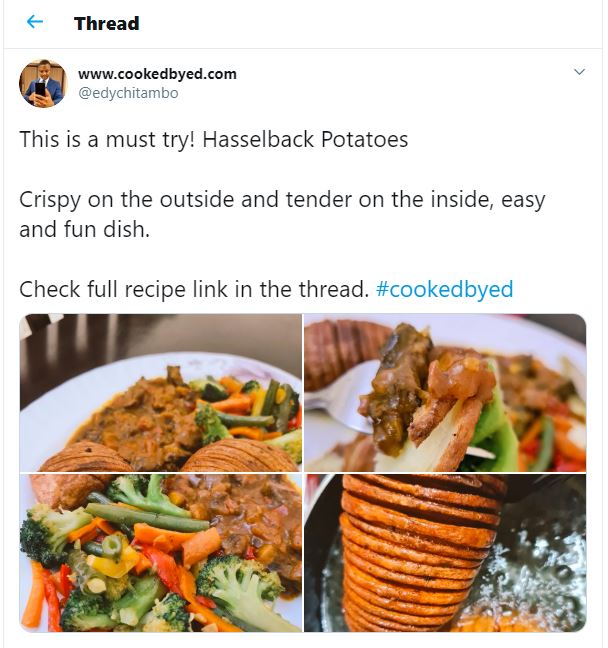 Thread
www.cookedbyed.com
@edychitambo
This is a must try! Hasselback Potatoes
Crispy on the outside and tender on the inside, easy
and fun dish.
Check full recipe link in the thread. #cookedbyed